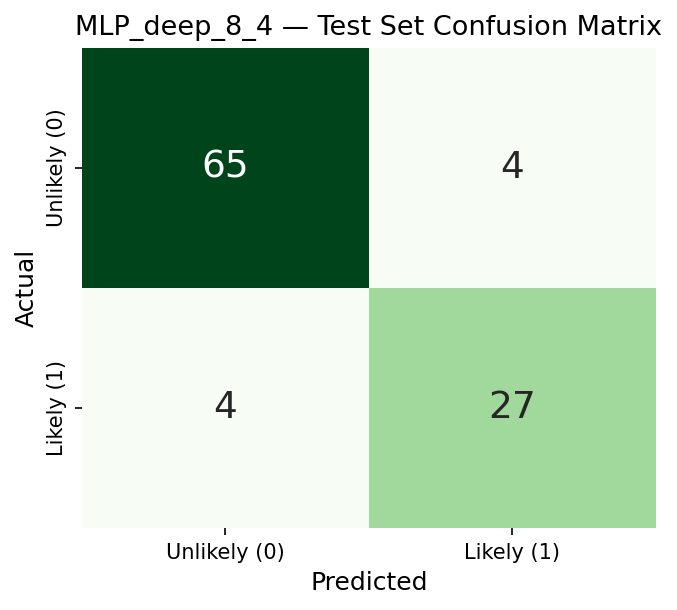 MLP_deep_8_4 — Test Set Confusion Matrix
Actual
Unlikely (0)
65
4
Likely (1)
4
27
Unlikely (0)
Likely (1)
Predicted